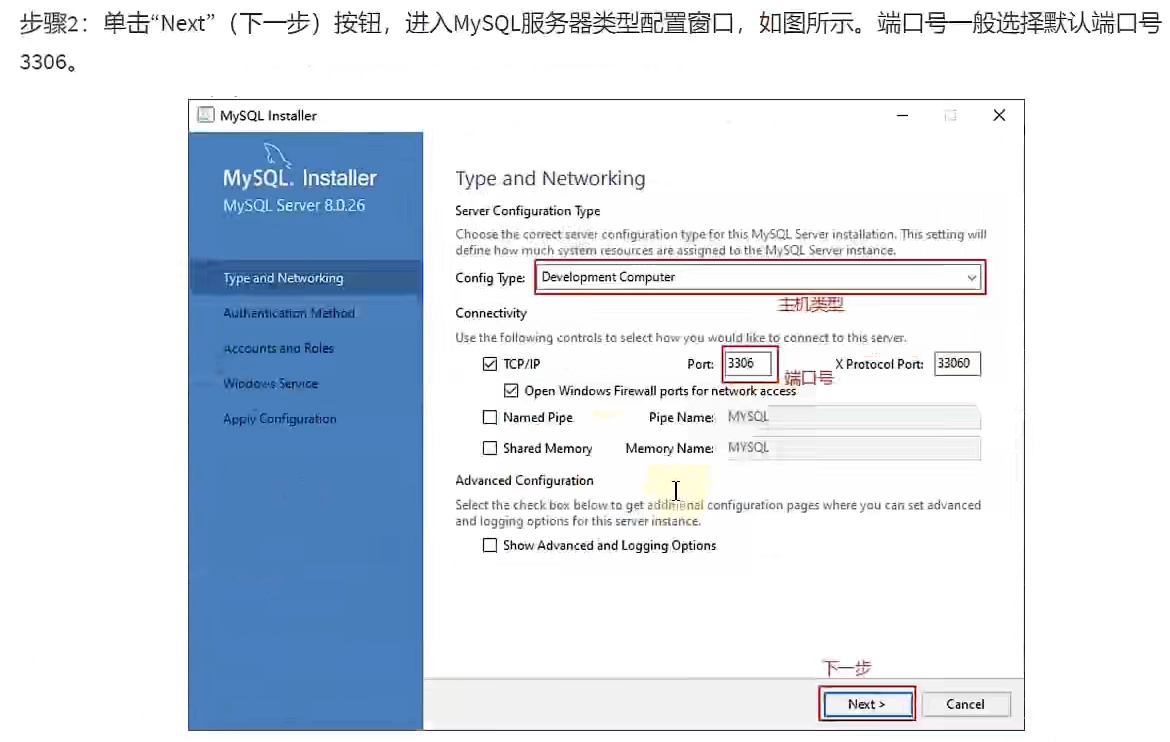 步骤2：单击“Next”（下一步）按钮，进入MySQL服务器类型配置窗口，如图所示。端口号一般选择默认端口号
3306。
MySQL Installer
MySQL. Installer
MySQL Server 8.0.26
Type and Networking
Authentication Method
Accounts and Roles
Windows Service
Apply Configuration
Type and Networking
Server Configuration Type
Choose the correct server configuration type for this MySQL Server installation. This setting will
define how much system resources are assigned to the MySQL Server instance.
Config Type: Development Computer
主机类型
Connectivity
Use the following controls to select how you would like to connect to this server.
TCP/IP Port: 3306 X Protocol Port: 33060
端口号
Open Windows Firewall ports for network access
Named Pipe Pipe Name: MYSQL
Shared Memory Memory Name: MYSQL
Advanced Configuration
Select the check box below to get additional configuration pages where you can set advanced
and logging options for this server instance.
Show Advanced and Logging Options
下一步
Next > Cancel